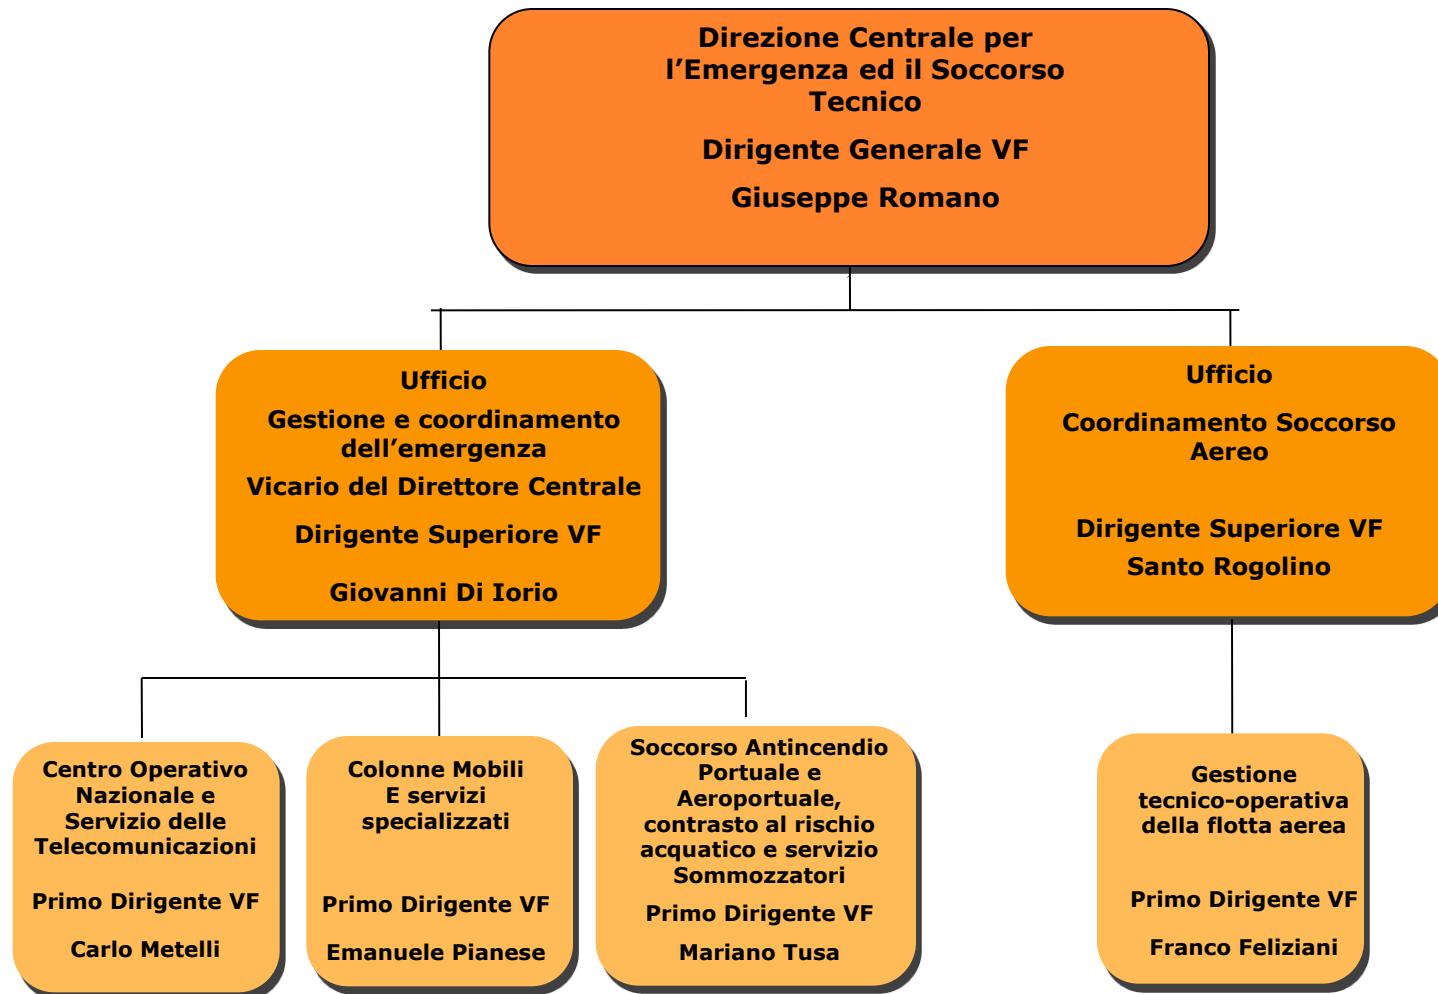 Direzione Centrale per
l’Emergenza ed il Soccorso
Tecnico
Dirigente Generale VF
Giuseppe Romano
Ufficio
Gestione e coordinamento
dell’emergenza
Vicario del Direttore Centrale
Dirigente Superiore VF
Giovanni Di Iorio
Ufficio
Coordinamento Soccorso
Aereo
Dirigente Superiore VF
Santo Rogolino
Centro Operativo
Nazionale e
Servizio delle
Telecomunicazioni
Primo Dirigente VF
Carlo Metelli
Colonne Mobili
E servizi
specializzati
Primo Dirigente VF
Emanuele Pianese
Soccorso Antincendio
Portuale e
Aeroportuale,
contrasto al rischio
acquatico e servizio
Sommozzatori
Primo Dirigente VF
Mariano Tusa
Gestione
tecnico-operativa
della flotta aerea
Primo Dirigente VF
Franco Feliziani